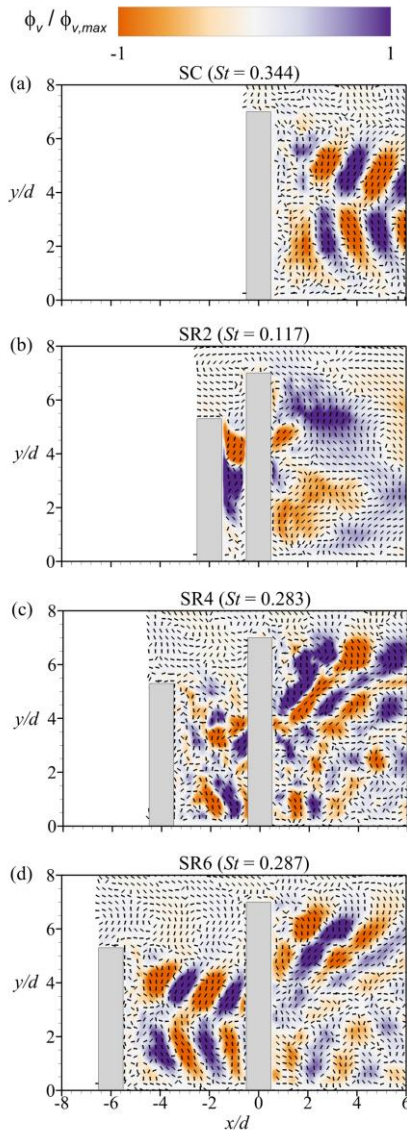 ϕv / ϕv,max
-1 1
SC (St = 0.344)
(a)
8
6
y/d 4
2
0
SR2 (St = 0.117)
(b)
8
6
y/d 4
2
0
SR4 (St = 0.283)
(c)
8
6
y/d 4
2
0
SR6 (St = 0.287)
(d)
8
6
y/d 4
2
0
-8 -6 -4 -2 0 2 4 6
x/d